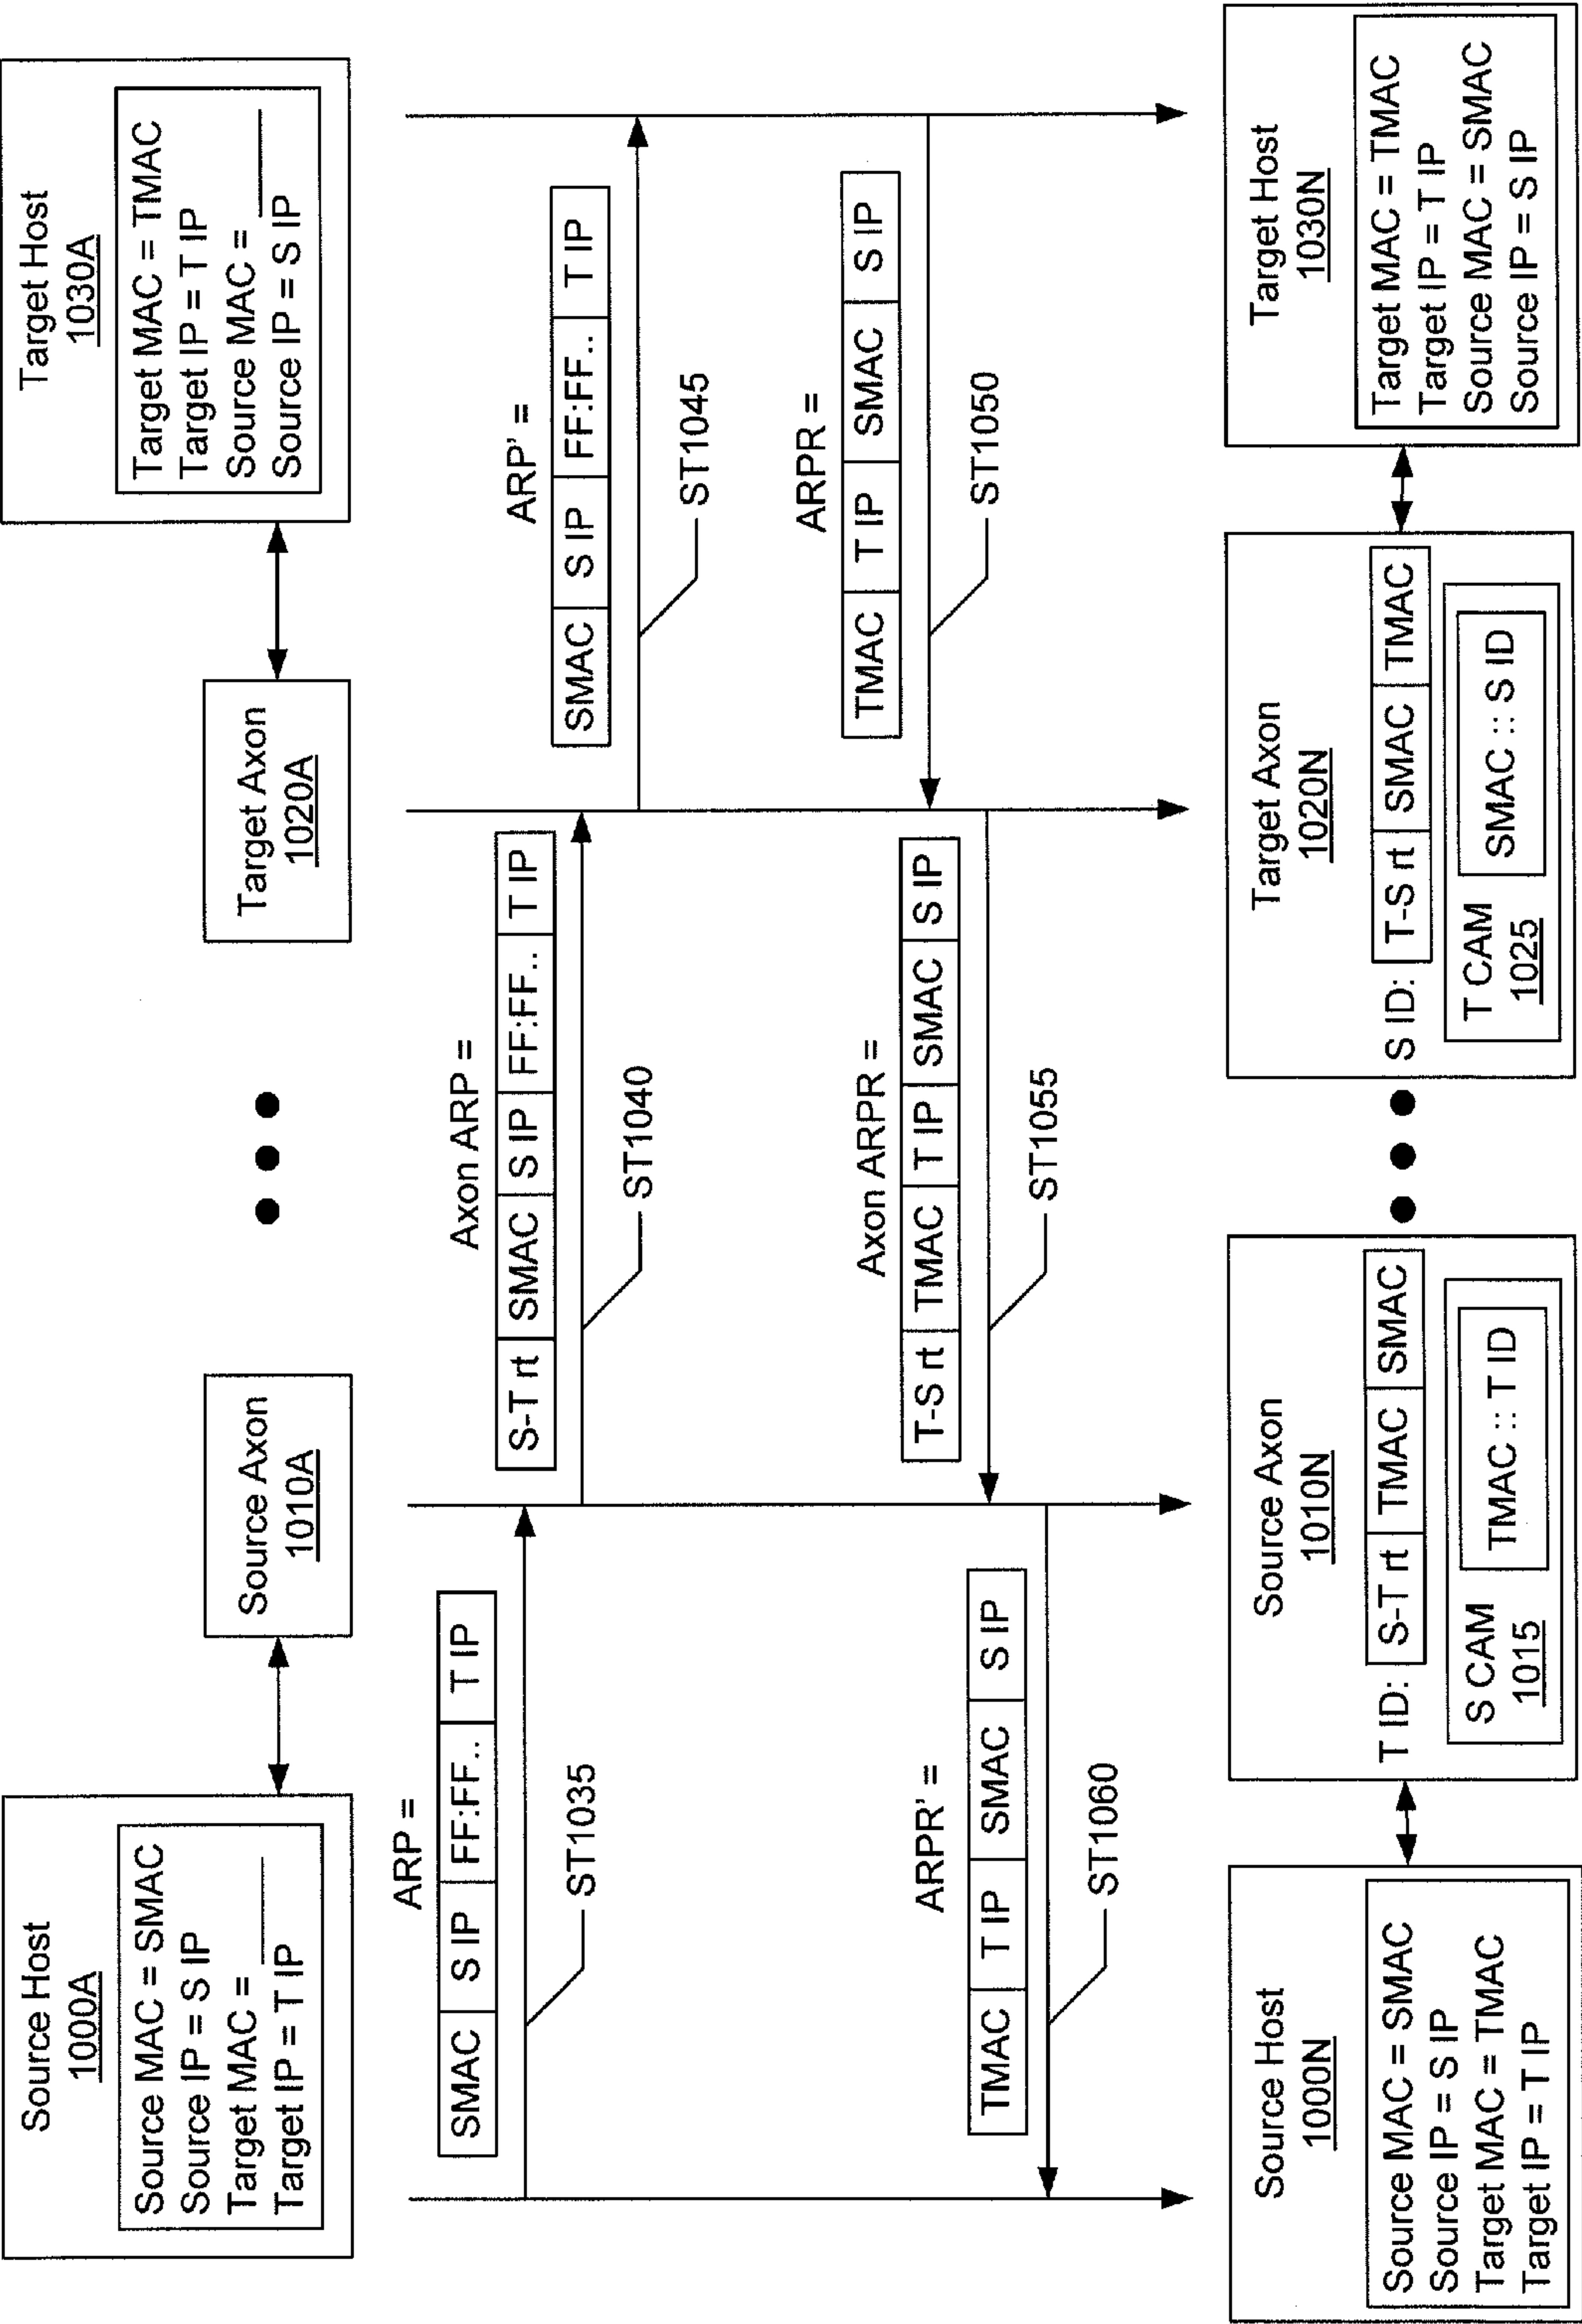 Source Host
1000A
Source MAC = SMAC
Source IP = S IP
Target MAC = ____
Target IP = T IP
Source Axon
1010A
Target Axon
1020A
Target Host
1030A
Target MAC = TMAC
Target IP = T IP
Source MAC = ____
Source IP = S IP
ARP =
SMAC S IP FF:FF.. T IP
ST1035
Axon ARP =
S-T rt SMAC S IP FF:FF.. T IP
ST1040
ARP' =
SMAC S IP FF:FF.. T IP
ST1045
ARPR =
TMAC T IP SMAC S IP
ST1050
Axon ARPR =
T-S rt TMAC T IP SMAC S IP
ST1055
ARPR' =
TMAC T IP SMAC S IP
ST1060
Source Host
1000N
Source MAC = SMAC
Source IP = S IP
Target MAC = TMAC
Target IP = T IP
Source Axon
1010N
T ID: S-T rt TMAC SMAC
S CAM
1015
TMAC :: T ID
Target Axon
1020N
S ID: T-S rt SMAC TMAC
T CAM
1025
SMAC :: S ID
Target Host
1030N
Target MAC = TMAC
Target IP = T IP
Source MAC = SMAC
Source IP = S IP